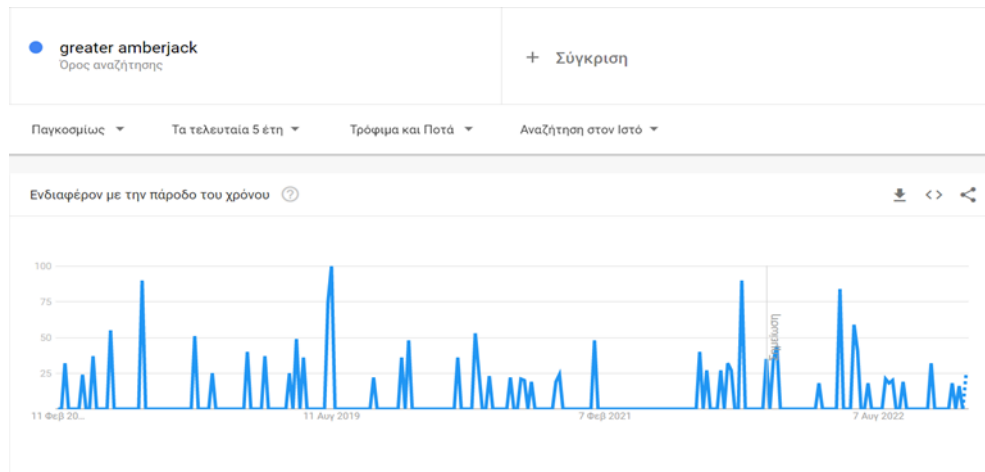 greater amberjack
Όρος αναζήτησης
+ Σύγκριση
Παγκοσμίως
Τα τελευταία 5 έτη
Τρόφιμα και Ποτά
Αναζήτηση στον Ιστό
Ενδιαφέρον με την πάροδο του χρόνου ?
100
75
50
25
Σημείωση
11 Φεβ 20...
11 Αυγ 2019
7 Φεβ 2021
7 Αυγ 2022